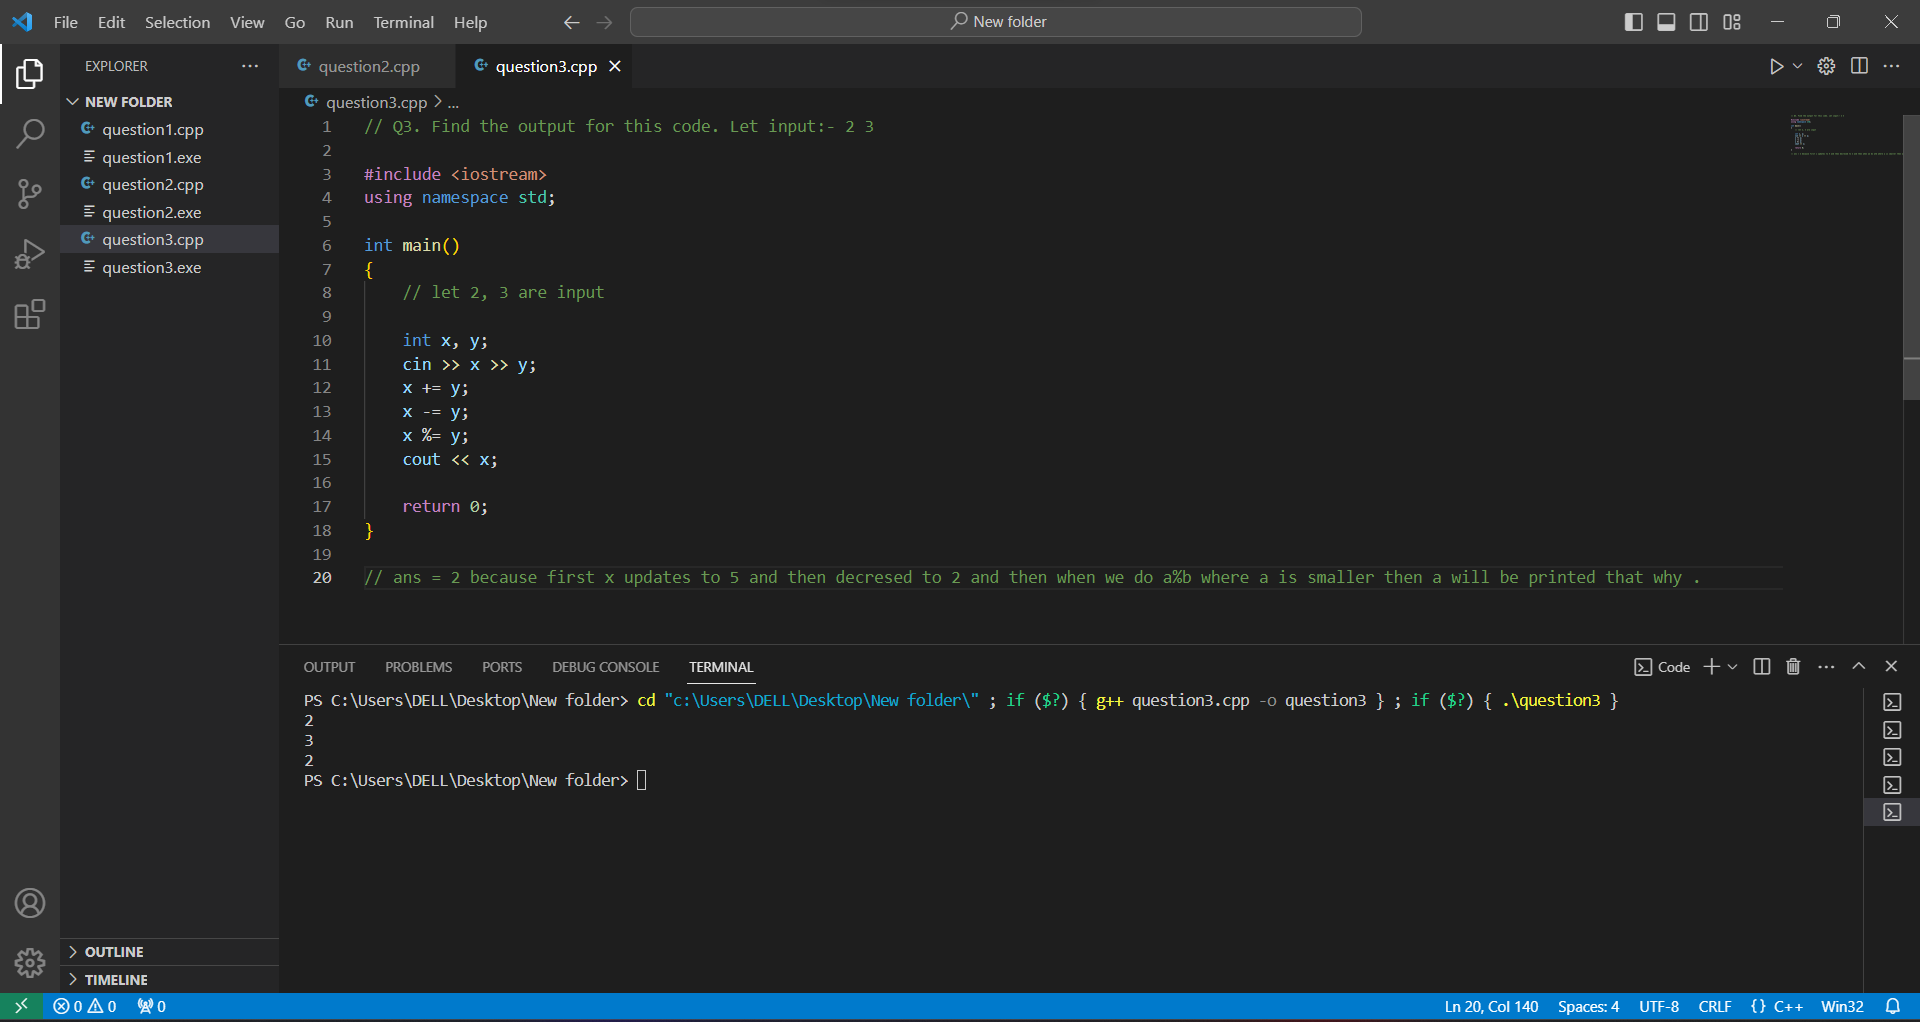 File Edit Selection View Go Run Terminal Help
New folder
EXPLORER
NEW FOLDER
question1.cpp
question1.exe
question2.cpp
question2.exe
question3.cpp
question3.exe
OUTLINE
TIMELINE
question2.cpp question3.cpp
question3.cpp > ...
1 // Q3. Find the output for this code. Let input:- 2 3
2
3 #include <iostream>
4 using namespace std;
5
6 int main()
7 {
8 // let 2, 3 are input
9
10 int x, y;
11 cin >> x >> y;
12 x += y;
13 x -= y;
14 x %= y;
15 cout << x;
16
17 return 0;
18 }
19
20 // ans = 2 because first x updates to 5 and then decresed to 2 and then when we do a%b where a is smaller then a will be printed that why .
OUTPUT PROBLEMS PORTS DEBUG CONSOLE TERMINAL
Code
PS C:\Users\DELL\Desktop\New folder> cd "c:\Users\DELL\Desktop\New folder\" ; if ($?) { g++ question3.cpp -o question3 } ; if ($?) { .\question3 }
2
3
2
PS C:\Users\DELL\Desktop\New folder>
0 0 0
Ln 20, Col 140 Spaces: 4 UTF-8 CRLF {} C++ Win32